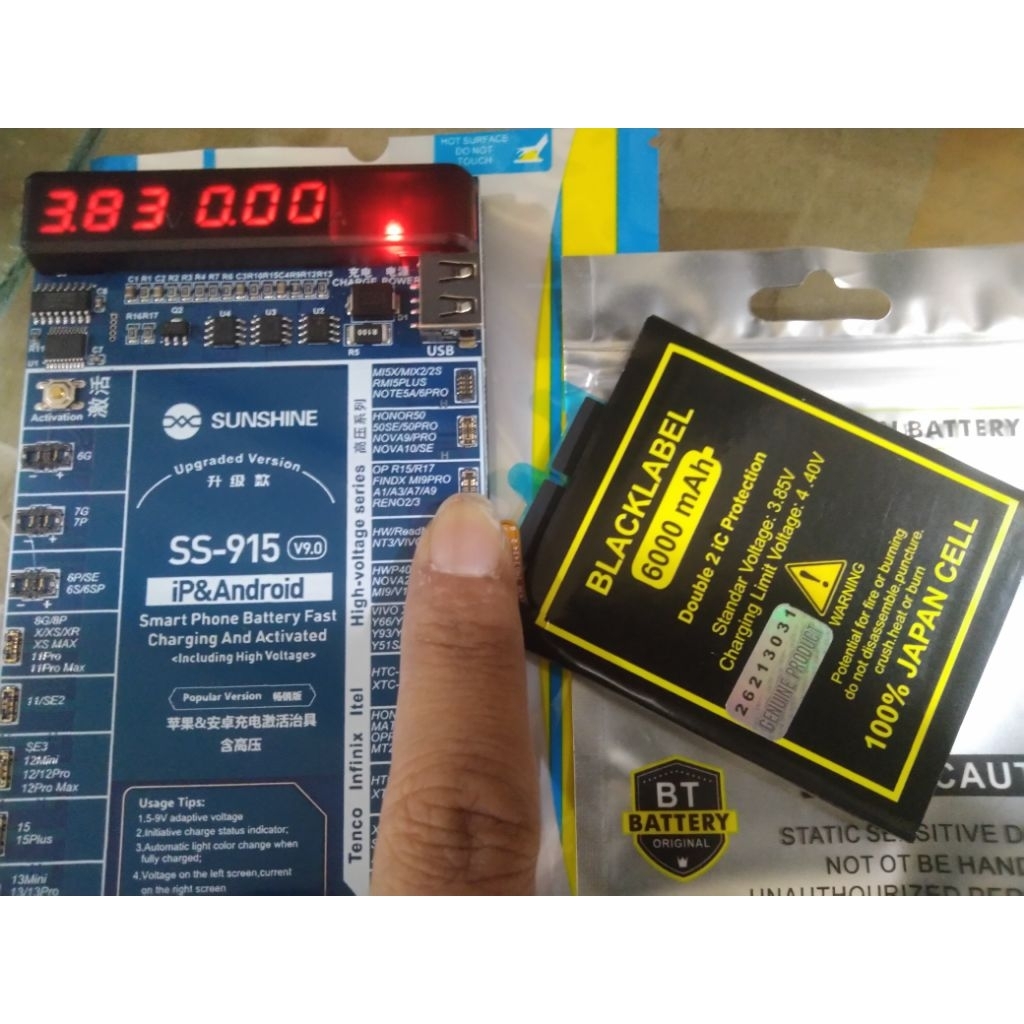 HOT SURFACE
DO NOT
TOUCH
3.83 0.00
C1 R1 C2 R2 R3 R4 R7 R6 C3R10R15C4R9R12R13
充电 电源
CHARGE POWER
R16R17
Q2
U4
U3
U2
R100
R5
D1
USB
R11
U1
C7
Activation
激活
6G
7G
7P
6P/SE
6S/6SP
8G/8P
X/XS/XR
XS MAX
11Pro
11Pro Max
11/SE2
SE3
12Mini
12/12Pro
12Pro Max
15
15Plus
13Mini
13/13Pro
SUNSHINE
Upgraded Version
升级款
SS-915 V9.0
iP&Android
Smart Phone Battery Fast
Charging And Activated
<Including High Voltage>
Popular Version 畅销版
苹果&安卓充电激活治具
含高压
Usage Tips:
1.5-9V adaptive voltage
2.Initiative charge status indicator;
3.Automatic light color change when
fully charged;
4.Voltage on the left screen,current
on the right screen
High-voltage series 高压系列
Tenco Infinix Itel
MI5X/MIX2/2S
RMI5PLUS
NOTE5A/6PRO
H
HONOR50
50SE/50PRO
NOVA9/PRO
NOVA10/SE
H
OP R15/R17
FINDX MI9PRO
A1/A3/A7/A9
RENO2/3
BLACKLABEL
6000 mAh
Double 2 iC Protection
Standar Voltage: 3.85V
Charging Limit Voltage: 4. 40V
WARNING
Potential for fire or burning
do not disassemble,puncture,
crush,heat or burn
100% JAPAN CELL
26213031
GENUINE PRODUCT
BATTERY
BT
BATTERY
ORIGINAL
STATIC SENSITIVE
NOT OT BE